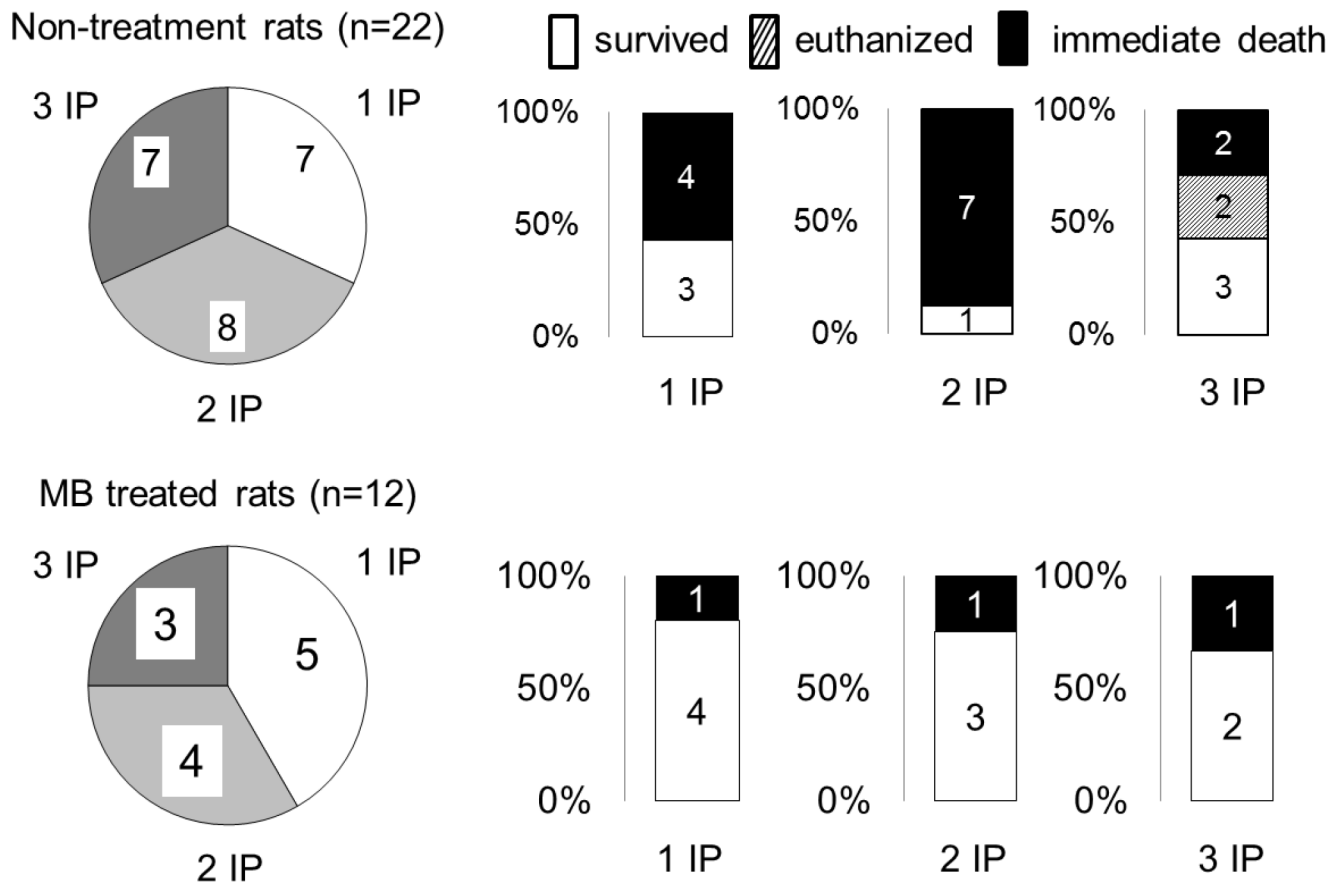 Non-treatment rats (n=22)
survived euthanized immediate death
3 IP 1 IP
7 7
8
2 IP
100% 50% 0%
4
3
1 IP
100% 50% 0%
7
1
2 IP
100% 50% 0%
2
2
3
3 IP
MB treated rats (n=12)
3 IP 1 IP
3 5
4
2 IP
100% 50% 0%
1
4
1 IP
100% 50% 0%
1
3
2 IP
100% 50% 0%
1
2
3 IP